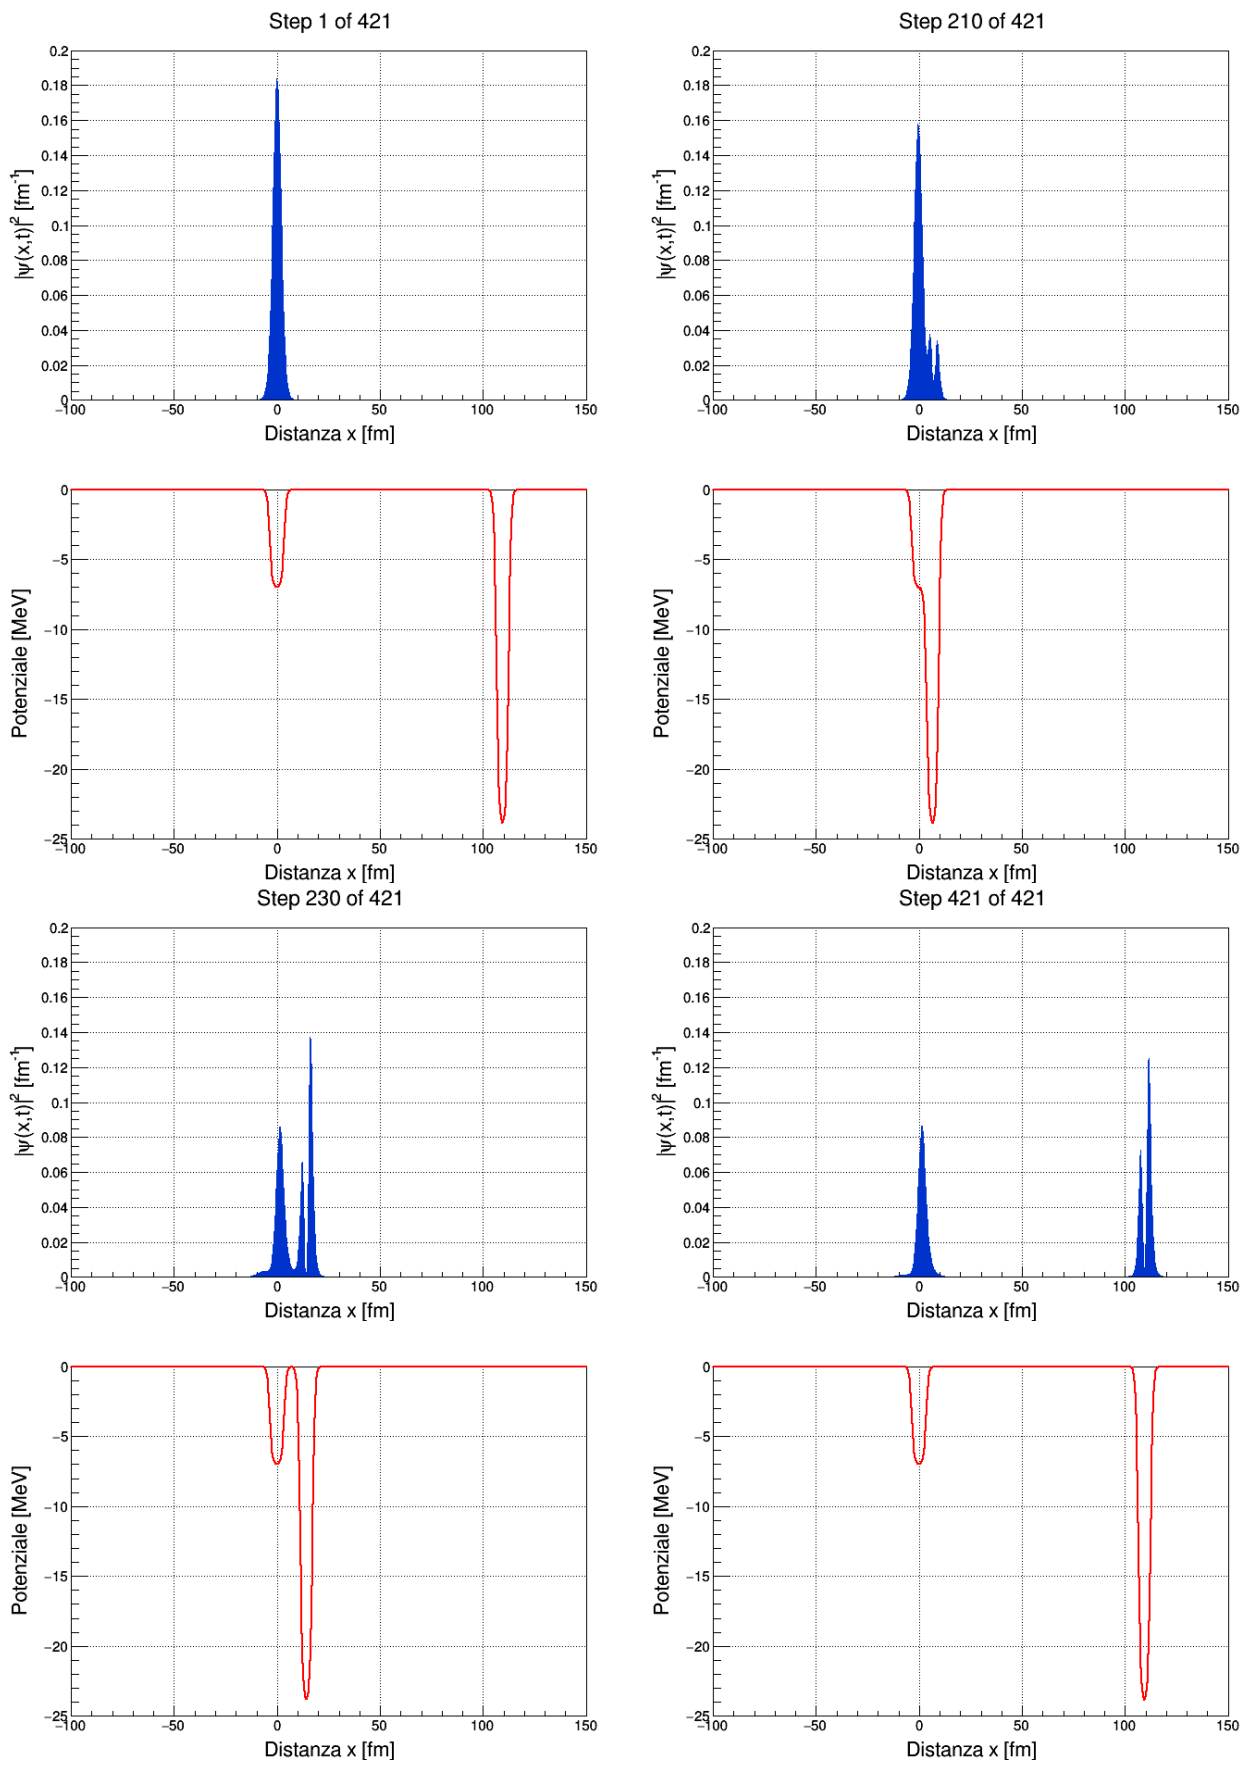 Step 1 of 421
0.2
0.18
0.16
0.14
0.12
0.1
0.08
0.06
0.04
0.02
0
|ψ(x,t)|² [fm⁻¹]
−100 −50 0 50 100 150
Distanza x [fm]
0
−5
−10
−15
−20
−25
Potenziale [MeV]
−100 −50 0 50 100 150
Distanza x [fm]
Step 210 of 421
0.2
0.18
0.16
0.14
0.12
0.1
0.08
0.06
0.04
0.02
0
|ψ(x,t)|² [fm⁻¹]
−100 −50 0 50 100 150
Distanza x [fm]
0
−5
−10
−15
−20
−25
Potenziale [MeV]
−100 −50 0 50 100 150
Distanza x [fm]
Step 230 of 421
0.2
0.18
0.16
0.14
0.12
0.1
0.08
0.06
0.04
0.02
0
|ψ(x,t)|² [fm⁻¹]
−100 −50 0 50 100 150
Distanza x [fm]
0
−5
−10
−15
−20
−25
Potenziale [MeV]
−100 −50 0 50 100 150
Distanza x [fm]
Step 421 of 421
0.2
0.18
0.16
0.14
0.12
0.1
0.08
0.06
0.04
0.02
0
|ψ(x,t)|² [fm⁻¹]
−100 −50 0 50 100 150
Distanza x [fm]
0
−5
−10
−15
−20
−25
Potenziale [MeV]
−100 −50 0 50 100 150
Distanza x [fm]